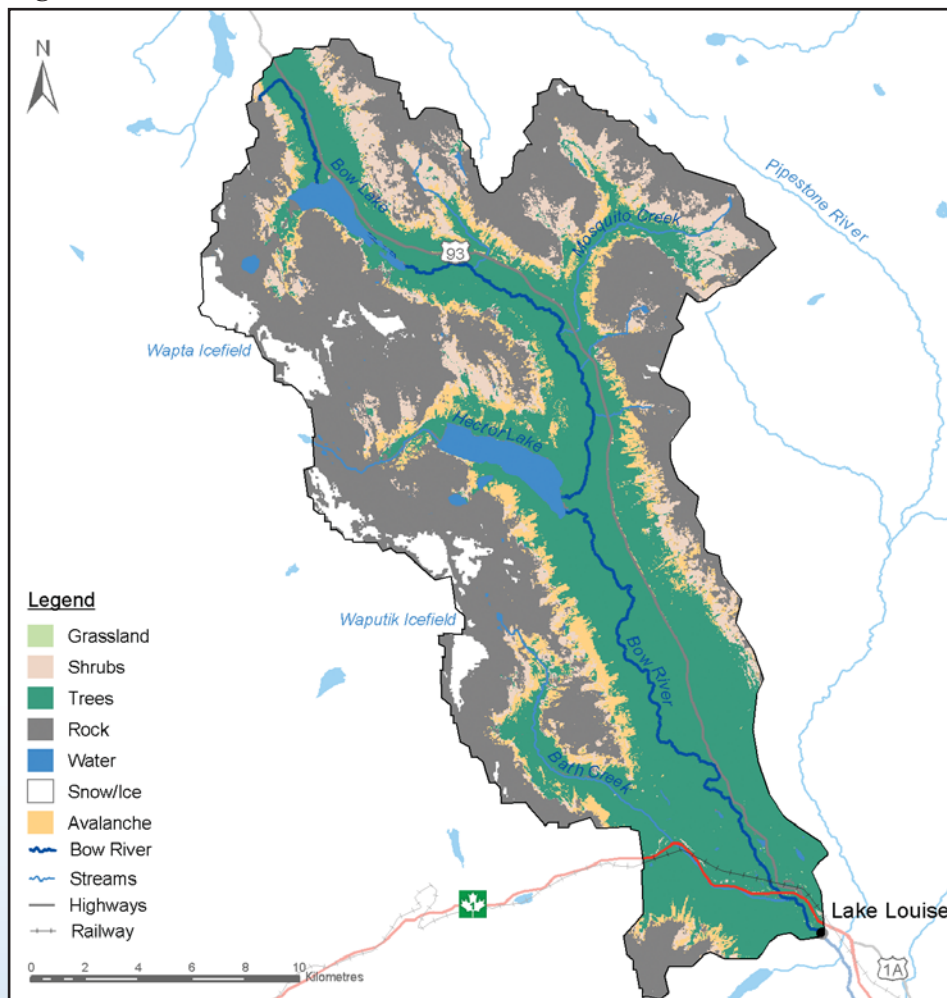 N
Bow Lake
93
Mosquito Creek
Pipestone River
Wapta Icefield
Hector Lake
Waputik Icefield
Bow River
Bath Creek
Legend
Grassland
Shrubs
Trees
Rock
Water
Snow/Ice
Avalanche
Bow River
Streams
Highways
Railway
0 2 4 6 8 10
Kilometres
1
Lake Louise
1A